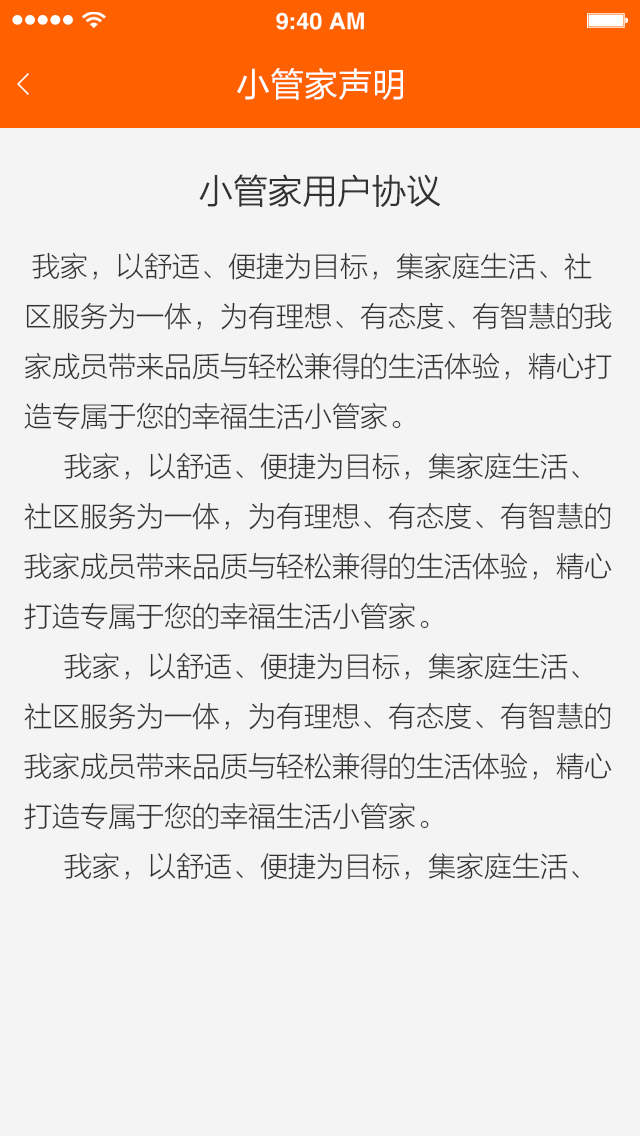 9:40 AM
小管家声明
小管家用户协议
我家，以舒适、便捷为目标，集家庭生活、社
区服务为一体，为有理想、有态度、有智慧的我
家成员带来品质与轻松兼得的生活体验，精心打
造专属于您的幸福生活小管家。
我家，以舒适、便捷为目标，集家庭生活、
社区服务为一体，为有理想、有态度、有智慧的
我家成员带来品质与轻松兼得的生活体验，精心
打造专属于您的幸福生活小管家。
我家，以舒适、便捷为目标，集家庭生活、
社区服务为一体，为有理想、有态度、有智慧的
我家成员带来品质与轻松兼得的生活体验，精心
打造专属于您的幸福生活小管家。
我家，以舒适、便捷为目标，集家庭生活、